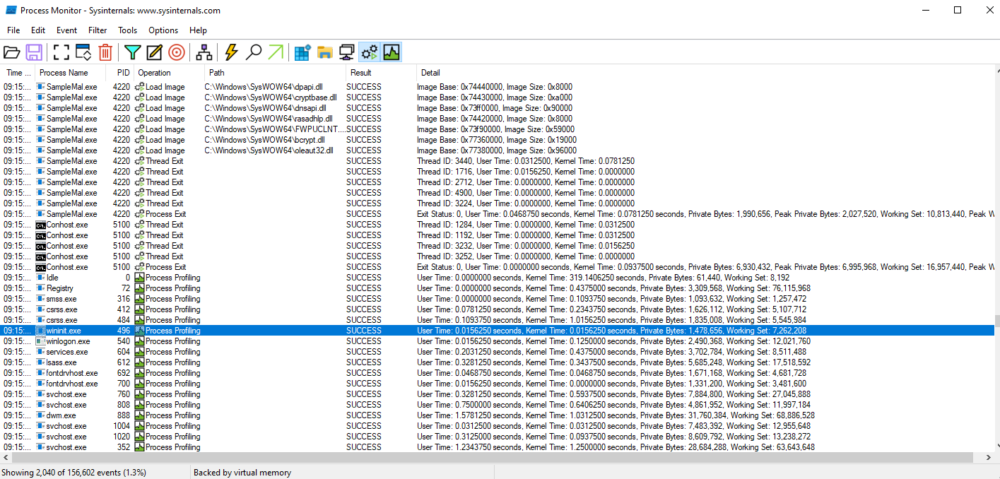 Process Monitor - Sysinternals: www.sysinternals.com
File Edit Event Filter Tools Options Help
Time ... Process Name PID Operation Path Result Detail
09:15:... SampleMal.exe 4220 Load Image C:\Windows\SysWOW64\dpapi.dll SUCCESS Image Base: 0x74440000, Image Size: 0x8000
09:15:... SampleMal.exe 4220 Load Image C:\Windows\SysWOW64\cryptbase.dll SUCCESS Image Base: 0x74430000, Image Size: 0xa000
09:15:... SampleMal.exe 4220 Load Image C:\Windows\SysWOW64\dnsapi.dll SUCCESS Image Base: 0x73ff0000, Image Size: 0x90000
09:15:... SampleMal.exe 4220 Load Image C:\Windows\SysWOW64\rasadhlp.dll SUCCESS Image Base: 0x74420000, Image Size: 0x8000
09:15:... SampleMal.exe 4220 Load Image C:\Windows\SysWOW64\FWPUCLNT.... SUCCESS Image Base: 0x73f90000, Image Size: 0x59000
09:15:... SampleMal.exe 4220 Load Image C:\Windows\SysWOW64\bcrypt.dll SUCCESS Image Base: 0x77360000, Image Size: 0x19000
09:15:... SampleMal.exe 4220 Load Image C:\Windows\SysWOW64\oleaut32.dll SUCCESS Image Base: 0x77380000, Image Size: 0x96000
09:15:... SampleMal.exe 4220 Thread Exit SUCCESS Thread ID: 3440, User Time: 0.0312500, Kernel Time: 0.0781250
09:15:... SampleMal.exe 4220 Thread Exit SUCCESS Thread ID: 1716, User Time: 0.0156250, Kernel Time: 0.0000000
09:15:... SampleMal.exe 4220 Thread Exit SUCCESS Thread ID: 2712, User Time: 0.0000000, Kernel Time: 0.0000000
09:15:... SampleMal.exe 4220 Thread Exit SUCCESS Thread ID: 4900, User Time: 0.0000000, Kernel Time: 0.0000000
09:15:... SampleMal.exe 4220 Thread Exit SUCCESS Thread ID: 3224, User Time: 0.0000000, Kernel Time: 0.0000000
09:15:... SampleMal.exe 4220 Process Exit SUCCESS Exit Status: 0, User Time: 0.0468750 seconds, Kernel Time: 0.0781250 seconds, Private Bytes: 1,990,656, Peak Private Bytes: 2,027,520, Working Set: 10,813,440, Peak W
09:15:... Conhost.exe 5100 Thread Exit SUCCESS Thread ID: 1284, User Time: 0.0000000, Kernel Time: 0.0312500
09:15:... Conhost.exe 5100 Thread Exit SUCCESS Thread ID: 1192, User Time: 0.0000000, Kernel Time: 0.0312500
09:15:... Conhost.exe 5100 Thread Exit SUCCESS Thread ID: 3232, User Time: 0.0000000, Kernel Time: 0.0156250
09:15:... Conhost.exe 5100 Thread Exit SUCCESS Thread ID: 3252, User Time: 0.0000000, Kernel Time: 0.0000000
09:15:... Conhost.exe 5100 Process Exit SUCCESS Exit Status: 0, User Time: 0.0000000 seconds, Kernel Time: 0.0937500 seconds, Private Bytes: 6,930,432, Peak Private Bytes: 6,995,968, Working Set: 16,957,440, Peak W
09:15:... Idle 0 Process Profiling SUCCESS User Time: 0.0000000 seconds, Kernel Time: 319.1406250 seconds, Private Bytes: 61,440, Working Set: 8,192
09:15:... Registry 72 Process Profiling SUCCESS User Time: 0.0000000 seconds, Kernel Time: 0.4375000 seconds, Private Bytes: 3,309,568, Working Set: 76,115,968
09:15:... smss.exe 316 Process Profiling SUCCESS User Time: 0.0000000 seconds, Kernel Time: 0.1093750 seconds, Private Bytes: 1,093,632, Working Set: 1,257,472
09:15:... csrss.exe 412 Process Profiling SUCCESS User Time: 0.0781250 seconds, Kernel Time: 0.2343750 seconds, Private Bytes: 1,626,112, Working Set: 5,107,712
09:15:... csrss.exe 484 Process Profiling SUCCESS User Time: 0.1093750 seconds, Kernel Time: 1.0156250 seconds, Private Bytes: 1,835,008, Working Set: 5,545,984
09:15:... wininit.exe 496 Process Profiling SUCCESS User Time: 0.0156250 seconds, Kernel Time: 0.0156250 seconds, Private Bytes: 1,478,656, Working Set: 7,262,208
09:15:... winlogon.exe 540 Process Profiling SUCCESS User Time: 0.0156250 seconds, Kernel Time: 0.1250000 seconds, Private Bytes: 2,490,368, Working Set: 12,021,760
09:15:... services.exe 604 Process Profiling SUCCESS User Time: 0.2031250 seconds, Kernel Time: 0.4375000 seconds, Private Bytes: 3,702,784, Working Set: 8,511,488
09:15:... lsass.exe 612 Process Profiling SUCCESS User Time: 0.3281250 seconds, Kernel Time: 0.3437500 seconds, Private Bytes: 5,685,248, Working Set: 17,518,592
09:15:... fontdrvhost.exe 692 Process Profiling SUCCESS User Time: 0.0468750 seconds, Kernel Time: 0.0468750 seconds, Private Bytes: 1,671,168, Working Set: 4,681,728
09:15:... fontdrvhost.exe 700 Process Profiling SUCCESS User Time: 0.0156250 seconds, Kernel Time: 0.0000000 seconds, Private Bytes: 1,331,200, Working Set: 3,481,600
09:15:... svchost.exe 760 Process Profiling SUCCESS User Time: 0.3281250 seconds, Kernel Time: 0.5937500 seconds, Private Bytes: 7,884,800, Working Set: 27,045,888
09:15:... svchost.exe 808 Process Profiling SUCCESS User Time: 0.7500000 seconds, Kernel Time: 0.6406250 seconds, Private Bytes: 4,861,952, Working Set: 11,997,184
09:15:... dwm.exe 888 Process Profiling SUCCESS User Time: 1.5781250 seconds, Kernel Time: 1.0312500 seconds, Private Bytes: 31,760,384, Working Set: 68,886,528
09:15:... svchost.exe 1004 Process Profiling SUCCESS User Time: 0.0312500 seconds, Kernel Time: 0.0312500 seconds, Private Bytes: 7,483,392, Working Set: 12,955,648
09:15:... svchost.exe 1020 Process Profiling SUCCESS User Time: 0.3125000 seconds, Kernel Time: 0.0937500 seconds, Private Bytes: 8,609,792, Working Set: 13,238,272
09:15:... svchost.exe 352 Process Profiling SUCCESS User Time: 1.2343750 seconds, Kernel Time: 1.2500000 seconds, Private Bytes: 28,684,288, Working Set: 63,643,648
Showing 2,040 of 156,602 events (1.3%) Backed by virtual memory